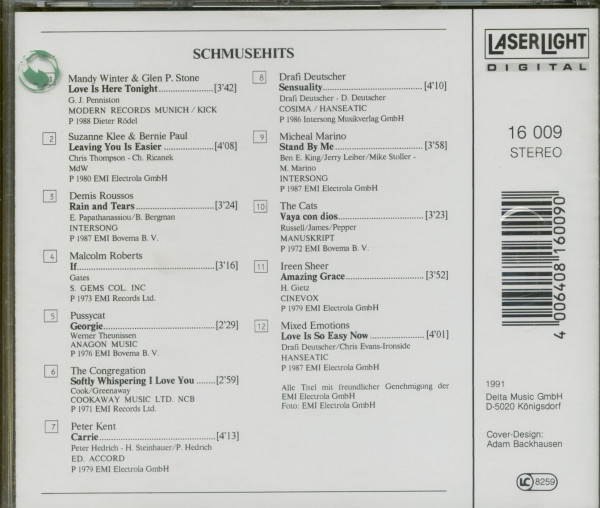 SCHMUSEHITS
Mandy Winter & Glen P. Stone
Love Is Here Tonight [3'42]
G. J. Penniston
MODERN RECORDS MUNICH / KICK
P 1988 Dieter Rödel
2 Suzanne Klee & Bernie Paul
Leaving You Is Easier [4'08]
Chris Thompson - Ch. Ricanek
MdW
P 1980 EMI Electrola GmbH
3 Demis Roussos
Rain and Tears [3'24]
E. Papathanassiou/B. Bergman
INTERSONG
P 1987 EMI Bovema B. V.
4 Malcolm Roberts
If [3'16]
Gates
S. GEMS COL. INC
P 1973 EMI Records Ltd.
5 Pussycat
Georgie [2'29]
Werner Theunissen
ANAGON MUSIC
P 1976 EMI Bovema B. V.
6 The Congregation
Softly Whispering I Love You [2'59]
Cook/Greenaway
COOKAWAY MUSIC LTD. NCB
P 1971 EMI Records Ltd.
7 Peter Kent
Carrie [4'13]
Peter Hedrich - H. Steinhauer/P. Hedrich
ED. ACCORD
P 1979 EMI Electrola GmbH
8 Drafi Deutscher
Sensuality [4'10]
Drafi Deutscher - D. Deutscher
COSIMA / HANSEATIC
P 1986 Intersong Musikverlag GmbH
9 Micheal Marino
Stand By Me [3'58]
Ben E. King/Jerry Leiber/Mike Stoller -
M. Marino
INTERSONG
P 1987 EMI Electrola GmbH
10 The Cats
Vaya con dios [3'23]
Russell/James/Pepper
MANUSKRIPT
P 1972 EMI Bovema B. V.
11 Ireen Sheer
Amazing Grace [3'52]
H. Gietz
CINEVOX
P 1979 EMI Electrola GmbH
12 Mixed Emotions
Love Is So Easy Now [4'01]
Drafi Deutscher/Chris Evans-Ironside
HANSEATIC
P 1987 EMI Electrola GmbH
Alle Titel mit freundlicher Genehmigung der
EMI Electrola GmbH
Foto: EMI Electrola GmbH
LASERLIGHT
DIGITAL
16 009
STEREO
4 006408 160090
1991
Delta Music GmbH
D-5020 Königsdorf
Cover-Design:
Adam Backhausen
LC 8259